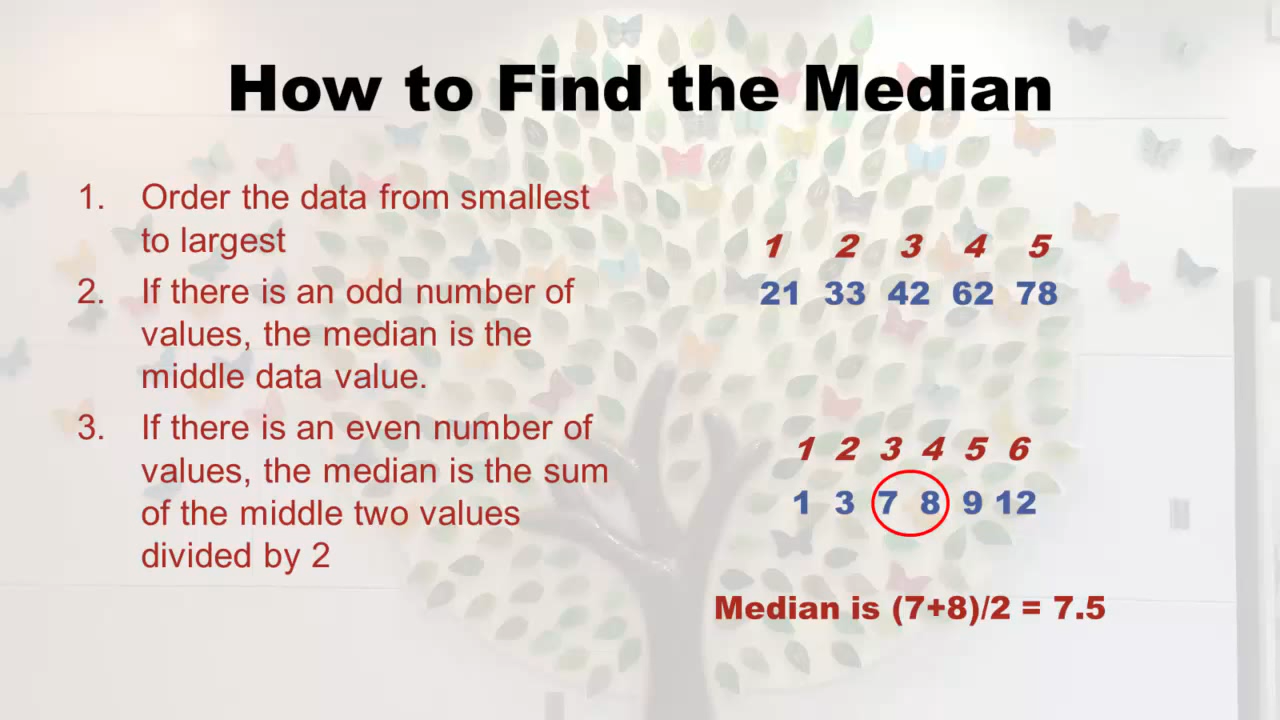 How to Find the Median
1. Order the data from smallest
to largest
2. If there is an odd number of
values, the median is the
middle data value.
3. If there is an even number of
values, the median is the sum
of the middle two values
divided by 2
1 2 3 4 5
21 33 42 62 78
1 2 3 4 5 6
1 3 7 8 9 12
Median is (7+8)/2 = 7.5